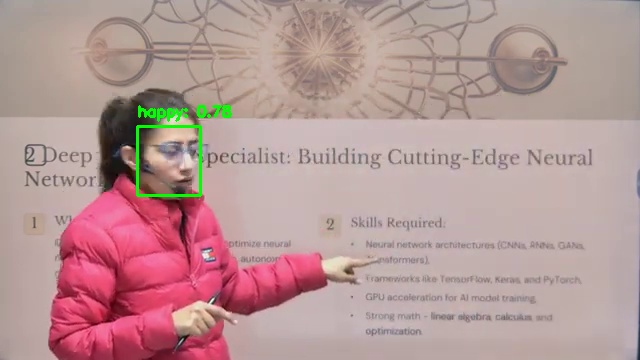 happy: 0.78
2 Deep Specialist: Building Cutting-Edge Neural
Network
1
2 Skills Required:
optimize neural
• Neural network architectures (CNNs, RNNs, GANs,
transformers).
• Frameworks like TensorFlow, Keras, and PyTorch.
• GPU acceleration for AI model training.
• Strong math - linear algebra, calculus, and
optimization.